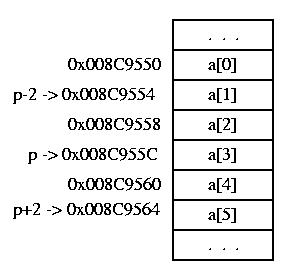 . . .
0x008C9550 a[0]
p-2 -> 0x008C9554 a[1]
0x008C9558 a[2]
p -> 0x008C955C a[3]
0x008C9560 a[4]
p+2 -> 0x008C9564 a[5]
. . .